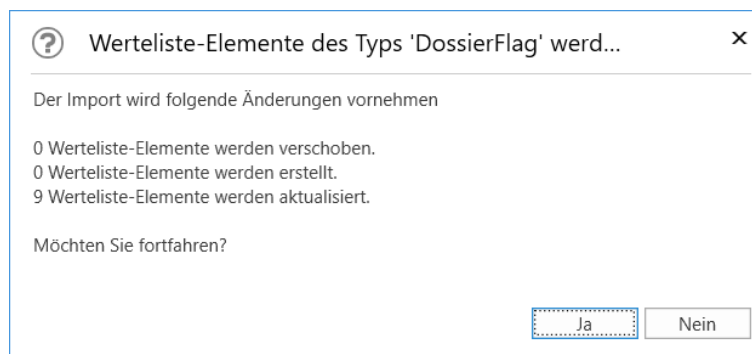 Werteliste-Elemente des Typs 'DossierFlag' werd...
Der Import wird folgende Änderungen vornehmen
0 Werteliste-Elemente werden verschoben.
0 Werteliste-Elemente werden erstellt.
9 Werteliste-Elemente werden aktualisiert.
Möchten Sie fortfahren?
Ja Nein